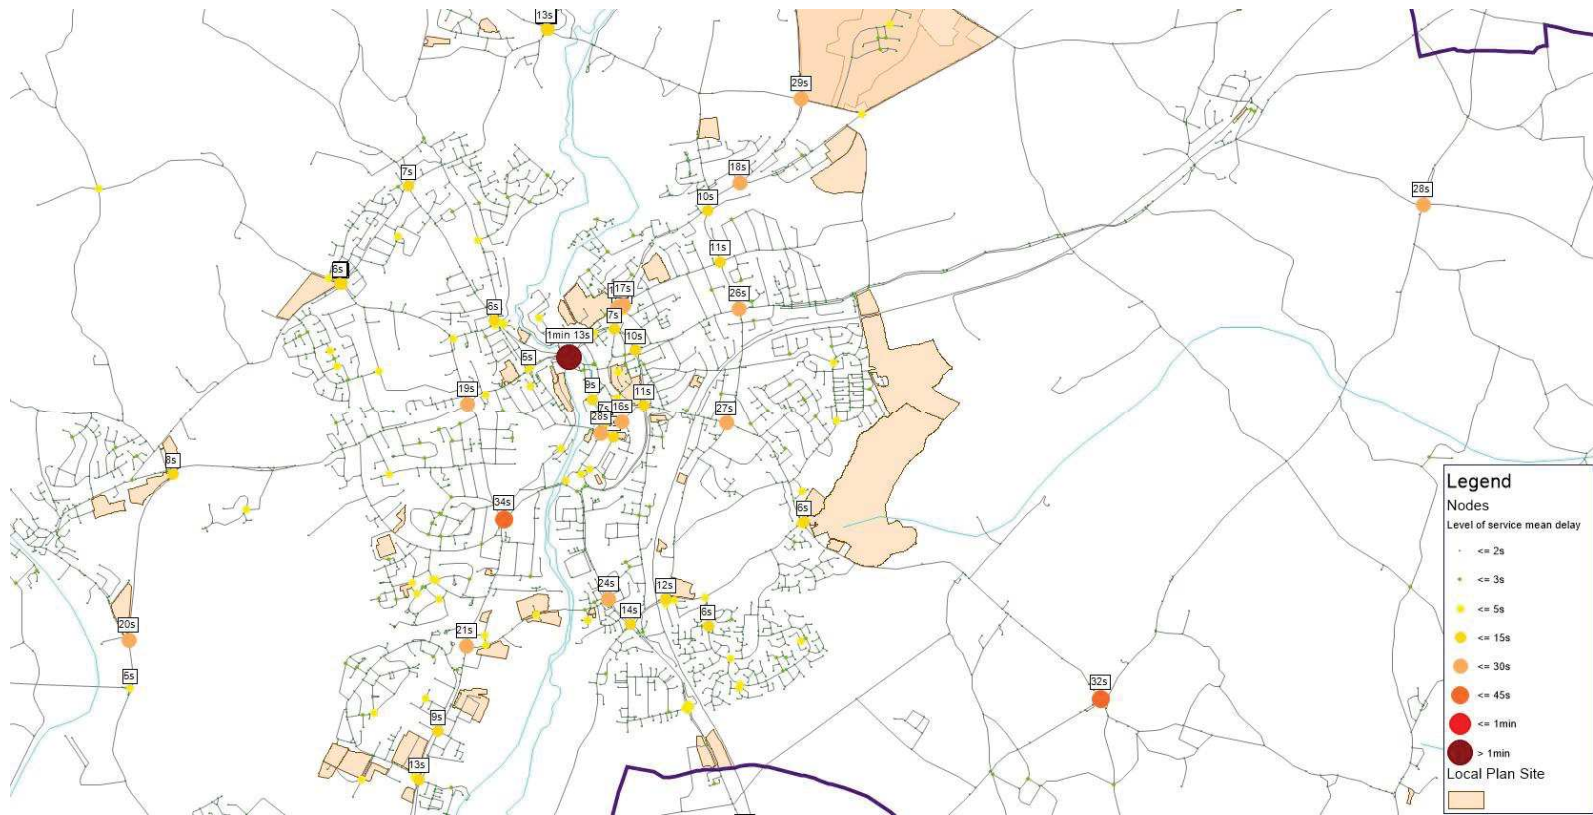 13s
29s
7s
18s
10s
28s
11s
6s
17s
26s
6s
7s
1min 13s
10s
5s
19s
9s
11s
7s
16s
28s
27s
8s
34s
6s
24s
12s
14s
6s
20s
21s
5s
32s
9s
13s
Legend
Nodes
Level of service mean delay
<= 2s
<= 3s
<= 5s
<= 15s
<= 30s
<= 45s
<= 1min
> 1min
Local Plan Site